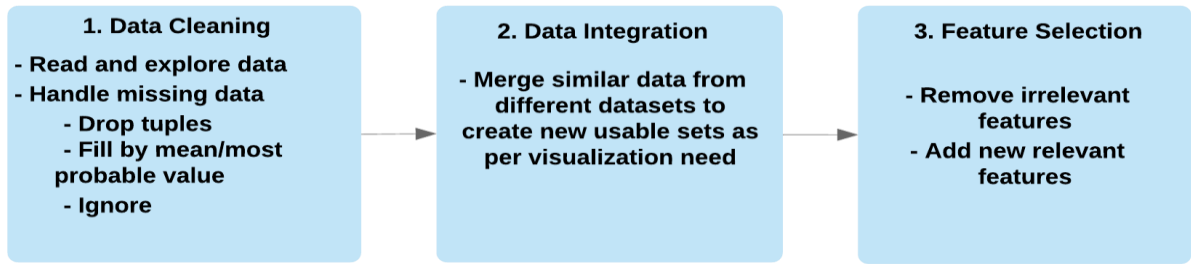 1. Data Cleaning
- Read and explore data
- Handle missing data
- Drop tuples
- Fill by mean/most
probable value
- Ignore
2. Data Integration
- Merge similar data from
different datasets to
create new usable sets as
per visualization need
3. Feature Selection
- Remove irrelevant
features
- Add new relevant
features